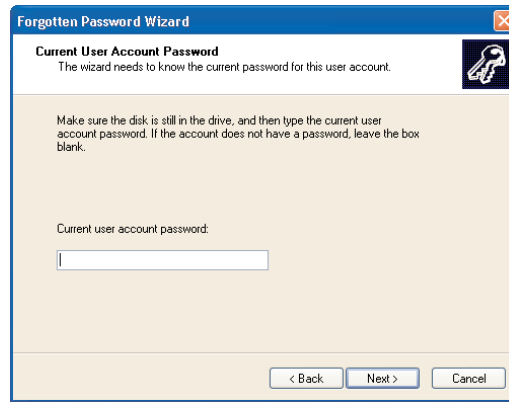 Forgotten Password Wizard
Current User Account Password
The wizard needs to know the current password for this user account.
Make sure the disk is still in the drive, and then type the current user
account password. If the account does not have a password, leave the box
blank.
Current user account password:
< Back Next > Cancel